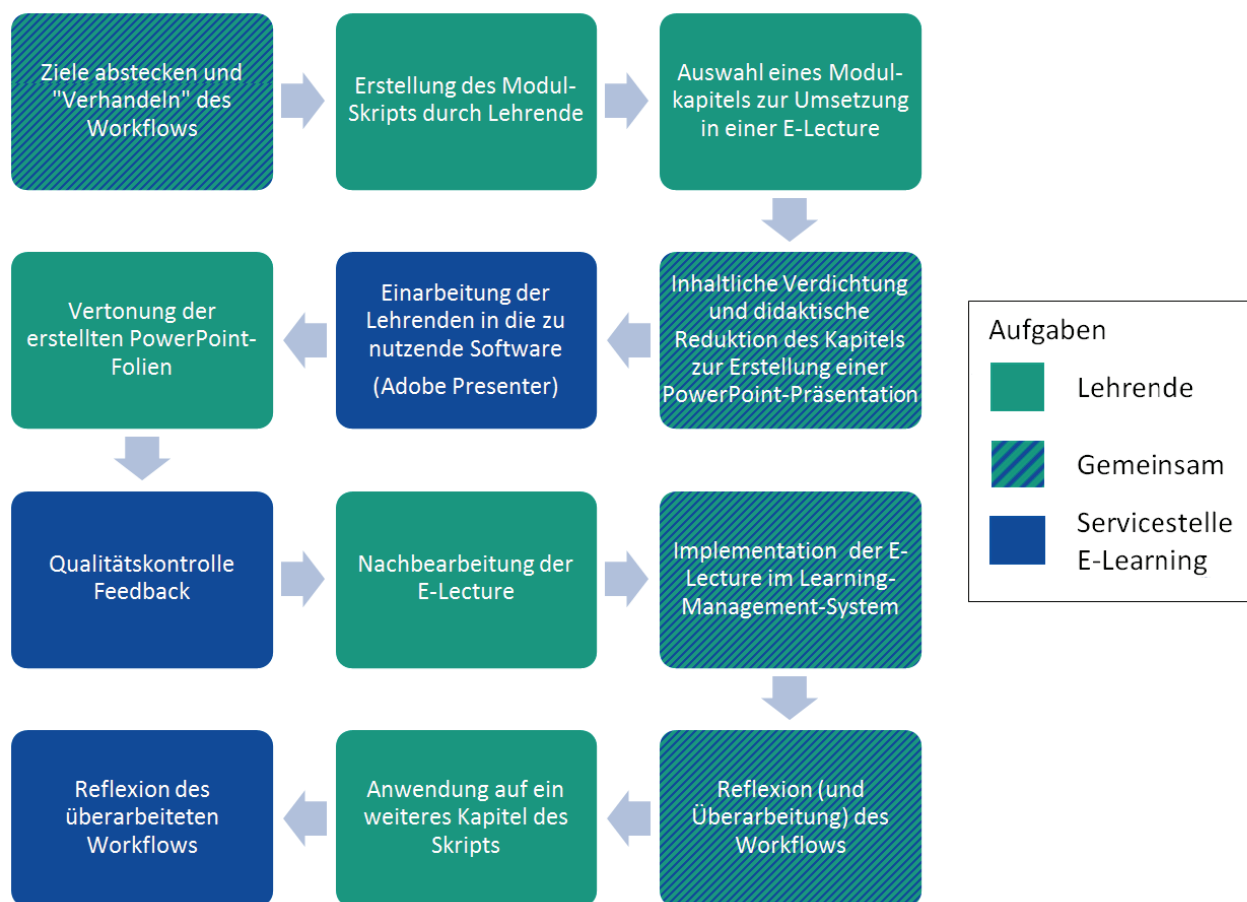 Ziele abstecken und
"Verhandeln" des
Workflows
Erstellung des Modul-
Skripts durch Lehrende
Auswahl eines Modul-
kapitels zur Umsetzung
in einer E-Lecture
Inhaltliche Verdichtung
und didaktische
Reduktion des Kapitels
zur Erstellung einer
PowerPoint-Präsentation
Einarbeitung der
Lehrenden in die zu
nutzende Software
(Adobe Presenter)
Vertonung der
erstellten PowerPoint-
Folien
Qualitätskontrolle
Feedback
Nachbearbeitung der
E-Lecture
Implementation der E-
Lecture im Learning-
Management-System
Reflexion (und
Überarbeitung) des
Workflows
Anwendung auf ein
weiteres Kapitel des
Skripts
Reflexion des
überarbeiteten
Workflows
Aufgaben
Lehrende
Gemeinsam
Servicestelle
E-Learning